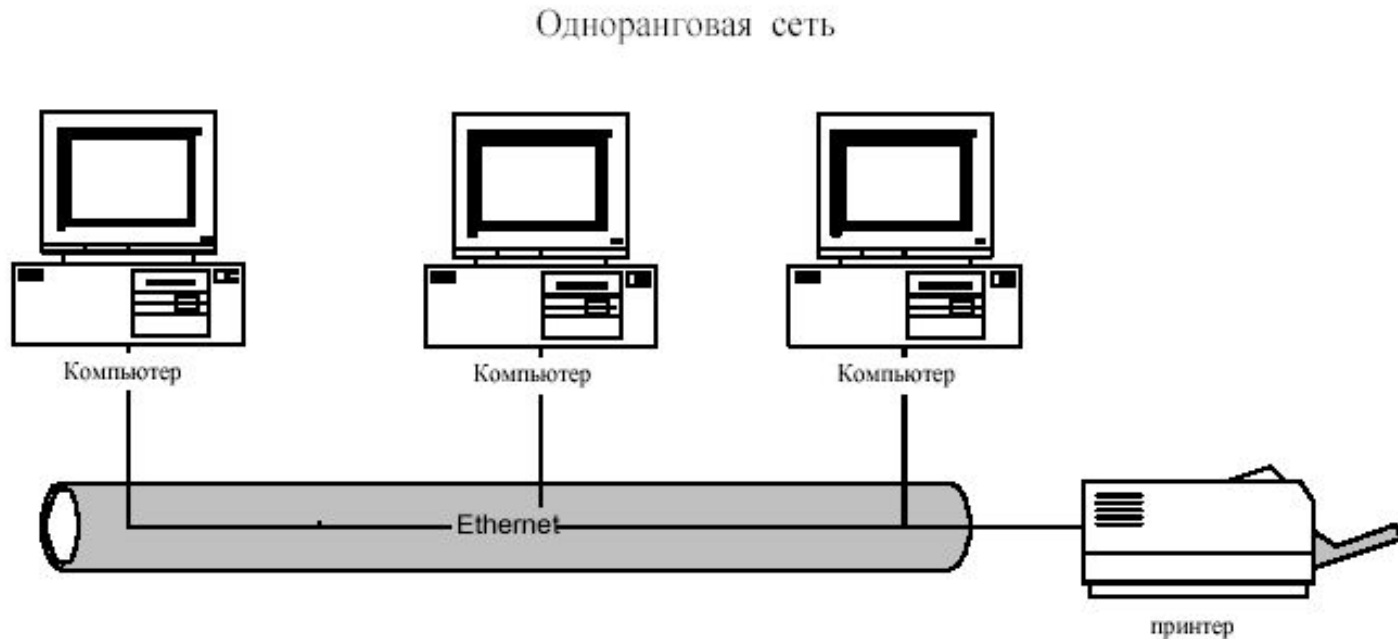 Одноранговая сеть
Компьютер
Компьютер
Компьютер
Ethernet
принтер